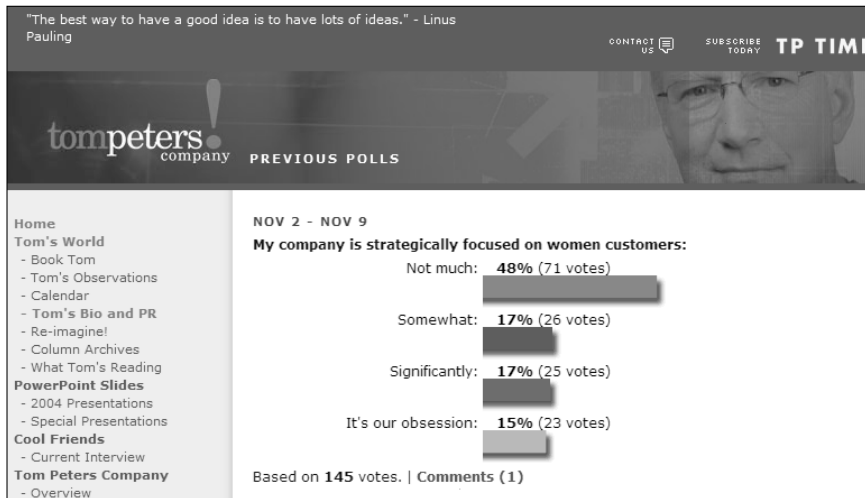 "The best way to have a good idea is to have lots of ideas." - Linus
Pauling
CONTACT
US
SUBSCRIBE
TODAY
TP TIM
tompeters!
company
PREVIOUS POLLS
Home
Tom's World
- Book Tom
- Tom's Observations
- Calendar
- Tom's Bio and PR
- Re-imagine!
- Column Archives
- What Tom's Reading
PowerPoint Slides
- 2004 Presentations
- Special Presentations
Cool Friends
- Current Interview
Tom Peters Company
- Overview
NOV 2 - NOV 9
My company is strategically focused on women customers:
Not much: 48% (71 votes)
Somewhat: 17% (26 votes)
Significantly: 17% (25 votes)
It's our obsession: 15% (23 votes)
Based on 145 votes. | Comments (1)